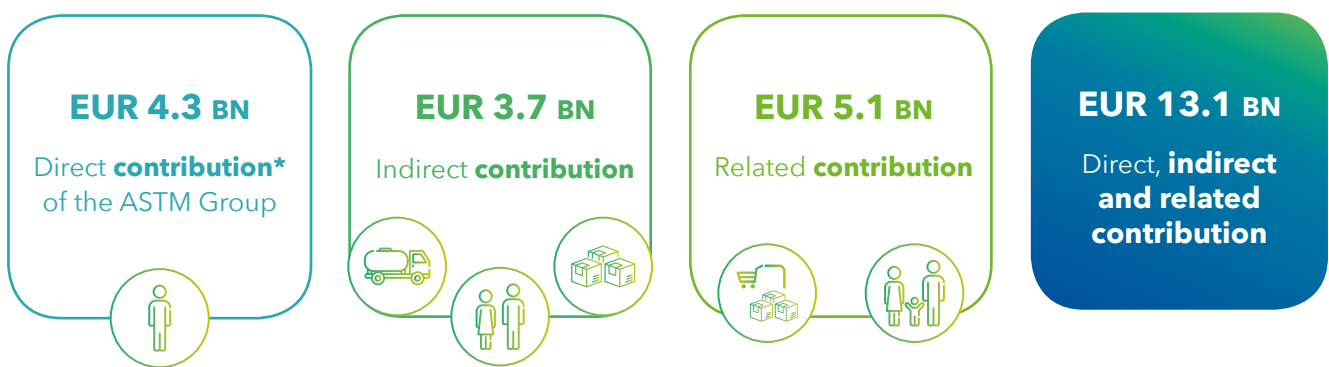 EUR 4.3 BN
Direct contribution*
of the ASTM Group
EUR 3.7 BN
Indirect contribution
EUR 5.1 BN
Related contribution
EUR 13.1 BN
Direct, indirect
and related
contribution